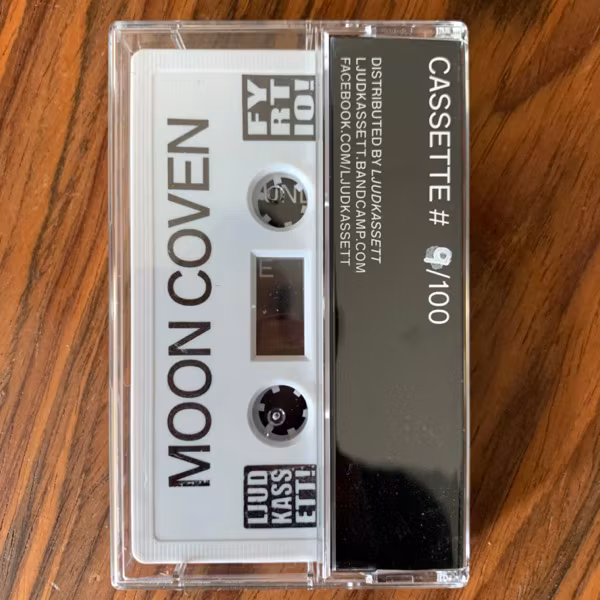 MOON COVEN
FY
RT
IO!
LJUD
KASS
ETT!
CASSETTE # 9/100
DISTRIBUTED BY LJUDKASSETT
LJUDKASSETT.BANDCAMP.COM
FACEBOOK.COM/LJUDKASSETT